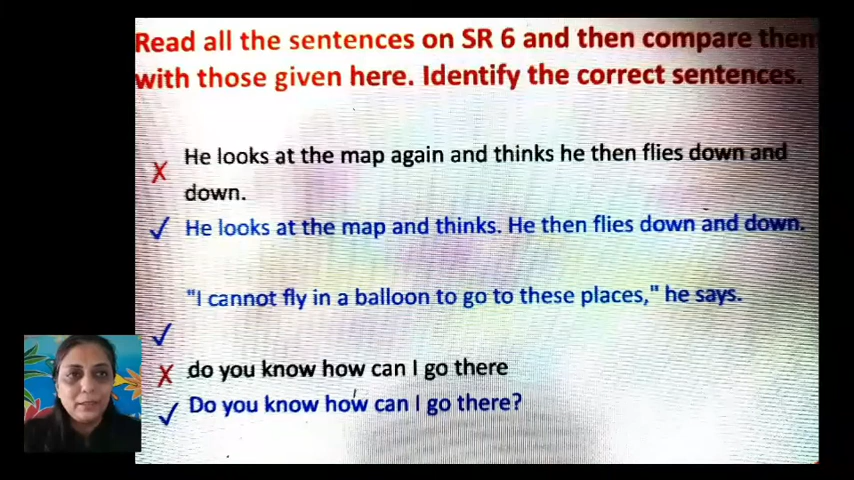 Read all the sentences on SR 6 and then compare them
with those given here. Identify the correct sentences.
He looks at the map again and thinks he then flies down and
down.
He looks at the map and thinks. He then flies down and down.
"I cannot fly in a balloon to go to these places," he says.
do you know how can I go there
Do you know how can I go there?